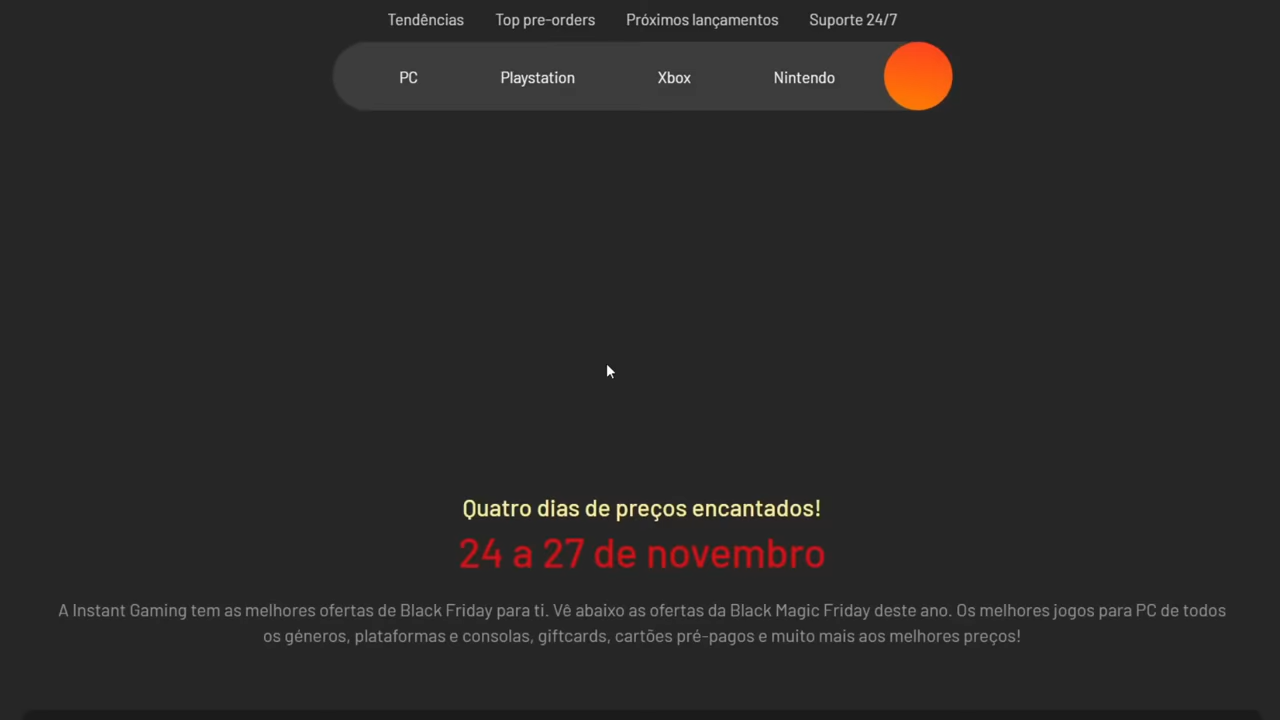 Tendências Top pre-orders Próximos lançamentos Suporte 24/7
PC Playstation Xbox Nintendo
Quatro dias de preços encantados!
24 a 27 de novembro
A Instant Gaming tem as melhores ofertas de Black Friday para ti. Vê abaixo as ofertas da Black Magic Friday deste ano. Os melhores jogos para PC de todos
os géneros, plataformas e consolas, giftcards, cartões pré-pagos e muito mais aos melhores preços!